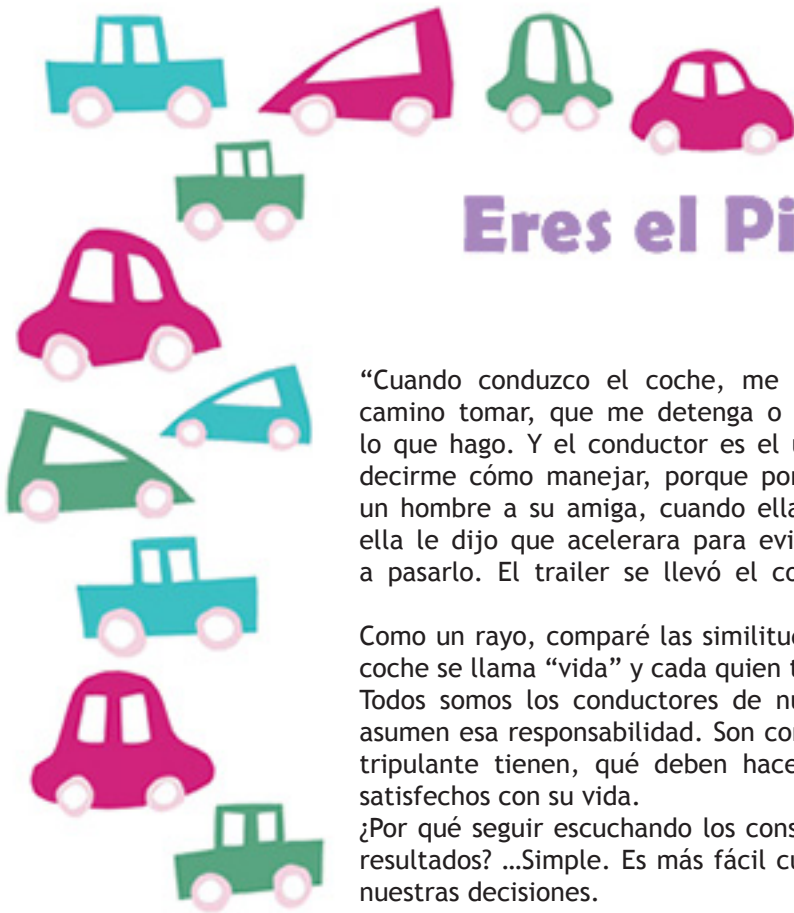 Eres el Pi
“Cuando conduzco el coche, me
camino tomar, que me detenga o
lo que hago. Y el conductor es el
decirme cómo manejar, porque por
un hombre a su amiga, cuando ella
ella le dijo que acelerara para evi
a pasarlo. El trailer se llevó el co
Como un rayo, comparé las similitud
coche se llama “vida” y cada quien t
Todos somos los conductores de nu
asumen esa responsabilidad. Son con
tripulante tienen, qué deben hace
satisfechos con su vida.
¿Por qué seguir escuchando los cons
resultados? ...Simple. Es más fácil cu
nuestras decisiones.